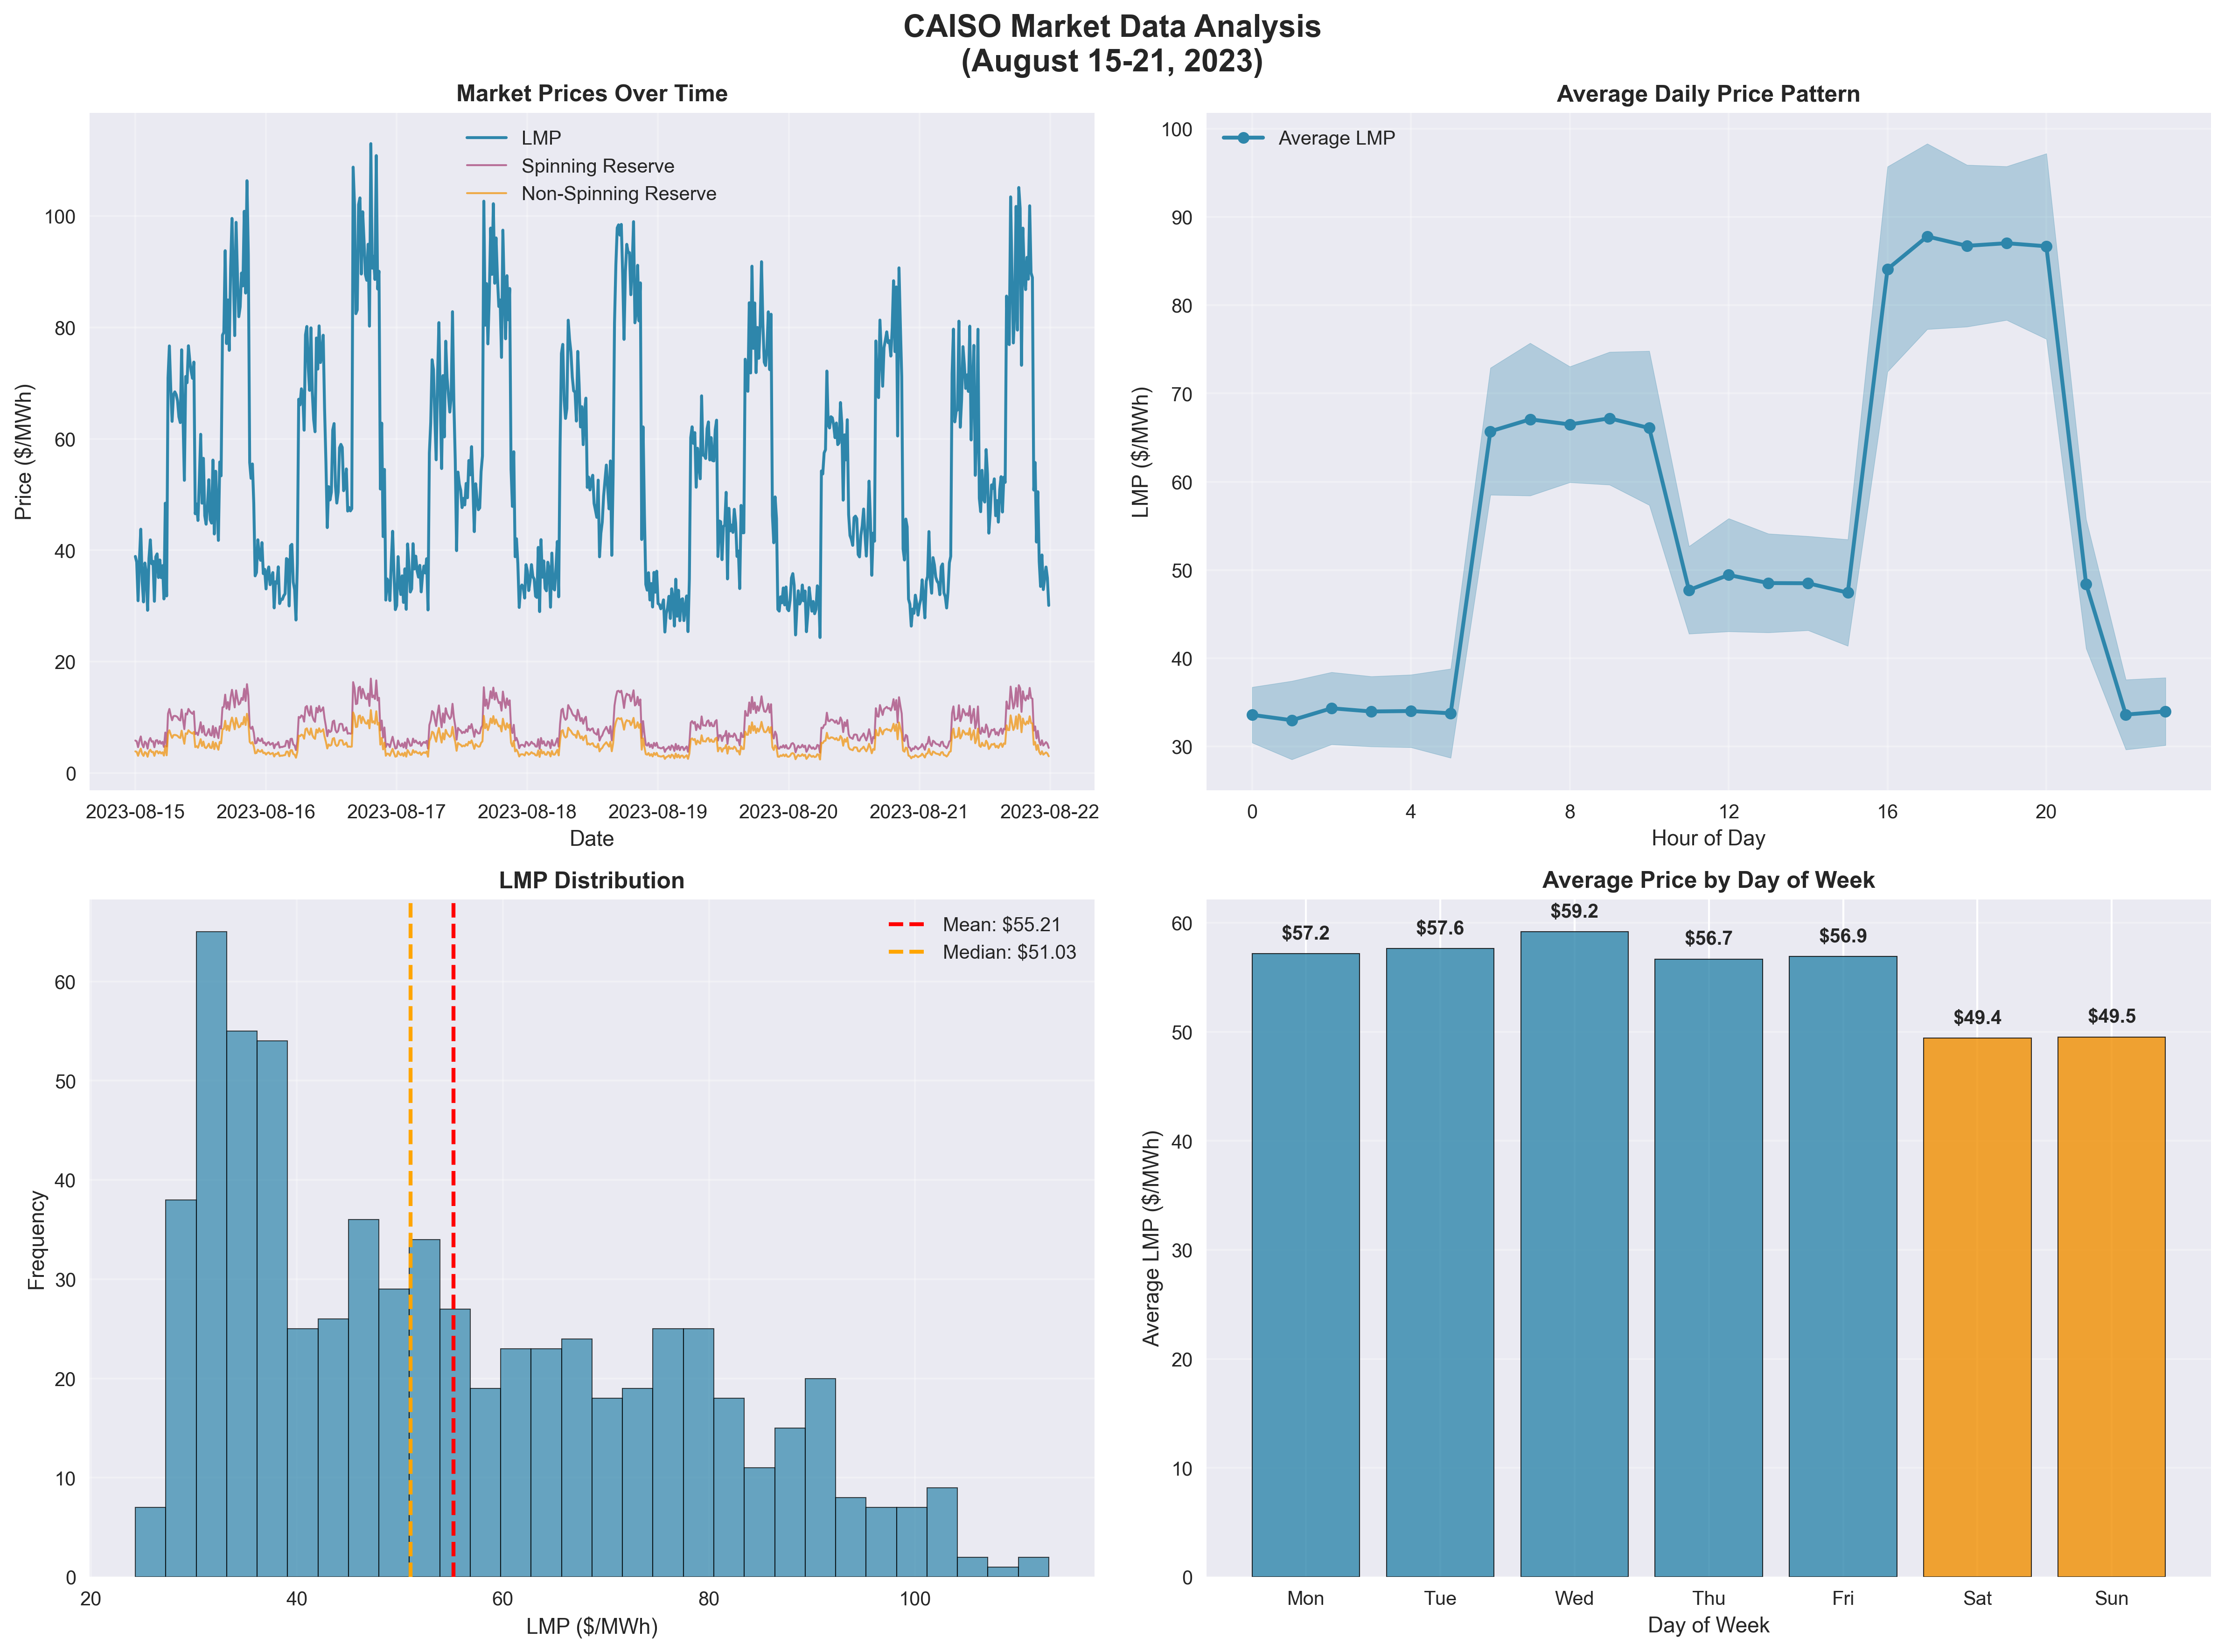 CAISO Market Data Analysis
(August 15-21, 2023)
Market Prices Over Time
LMP
Spinning Reserve
Non-Spinning Reserve
Price ($/MWh)
100
80
60
40
20
0
2023-08-15 2023-08-16 2023-08-17 2023-08-18 2023-08-19 2023-08-20 2023-08-21 2023-08-22
Date
Average Daily Price Pattern
Average LMP
LMP ($/MWh)
100
90
80
70
60
50
40
30
0 4 8 12 16 20
Hour of Day
LMP Distribution
Mean: $55.21
Median: $51.03
Frequency
60
50
40
30
20
10
0
20 40 60 80 100
LMP ($/MWh)
Average Price by Day of Week
$57.2 $57.6 $59.2 $56.7 $56.9 $49.4 $49.5
Average LMP ($/MWh)
60
50
40
30
20
10
0
Mon Tue Wed Thu Fri Sat Sun
Day of Week